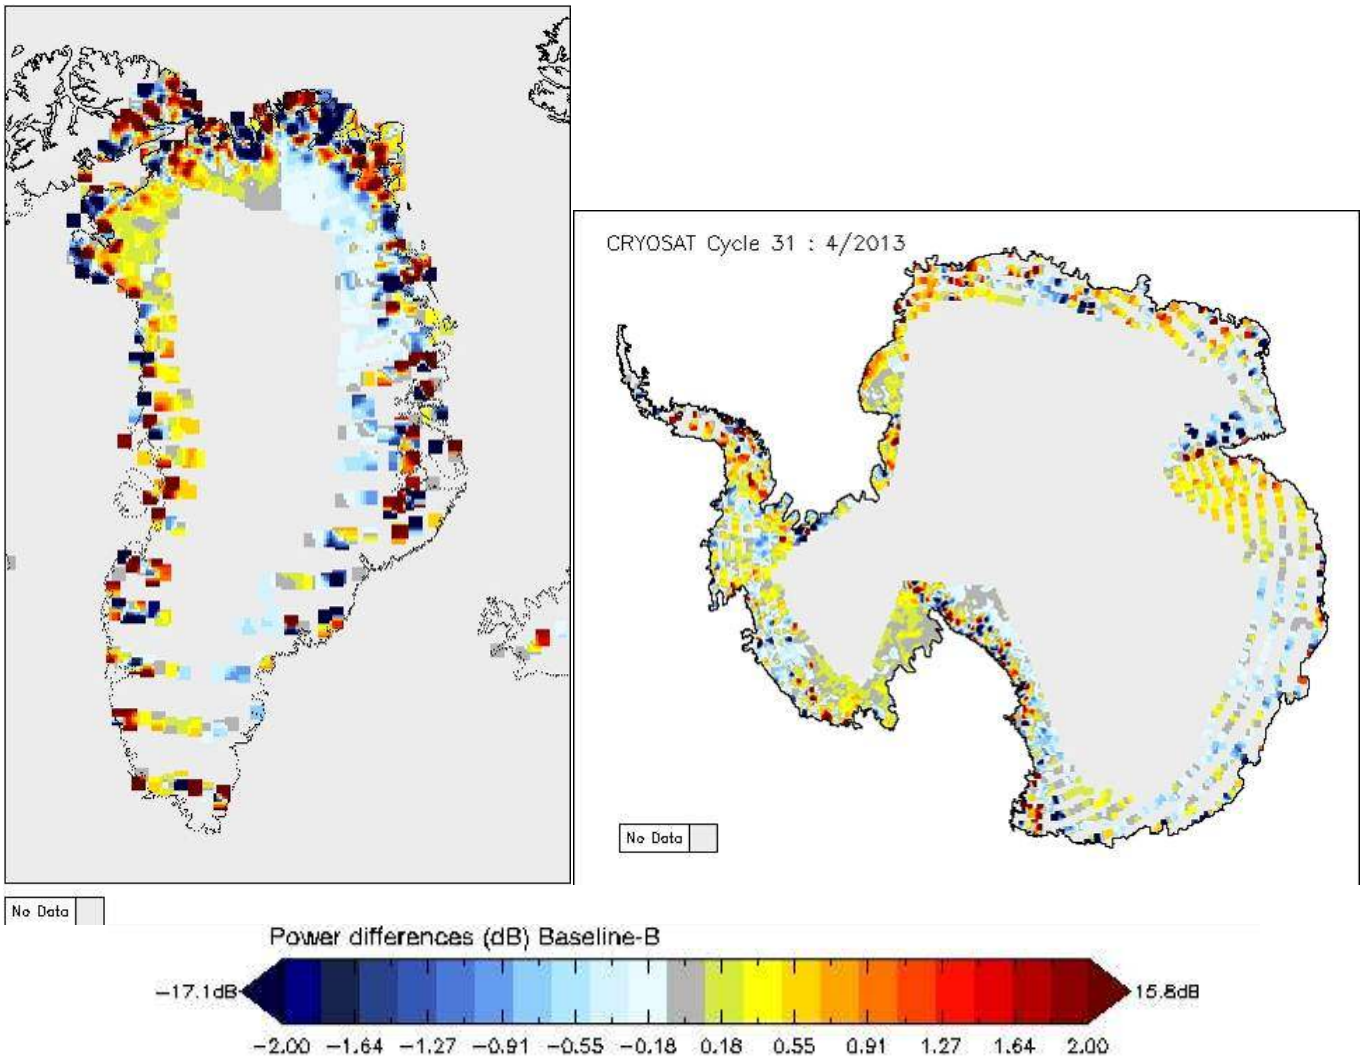 CRYOSAT Cycle 31 : 4/2013
No Data
No Data
Power differences (dB) Baseline-B
-17.1dB
15.8dB
-2.00 -1.64 -1.27 -0.91 -0.55 -0.18 0.18 0.55 0.91 1.27 1.64 2.00